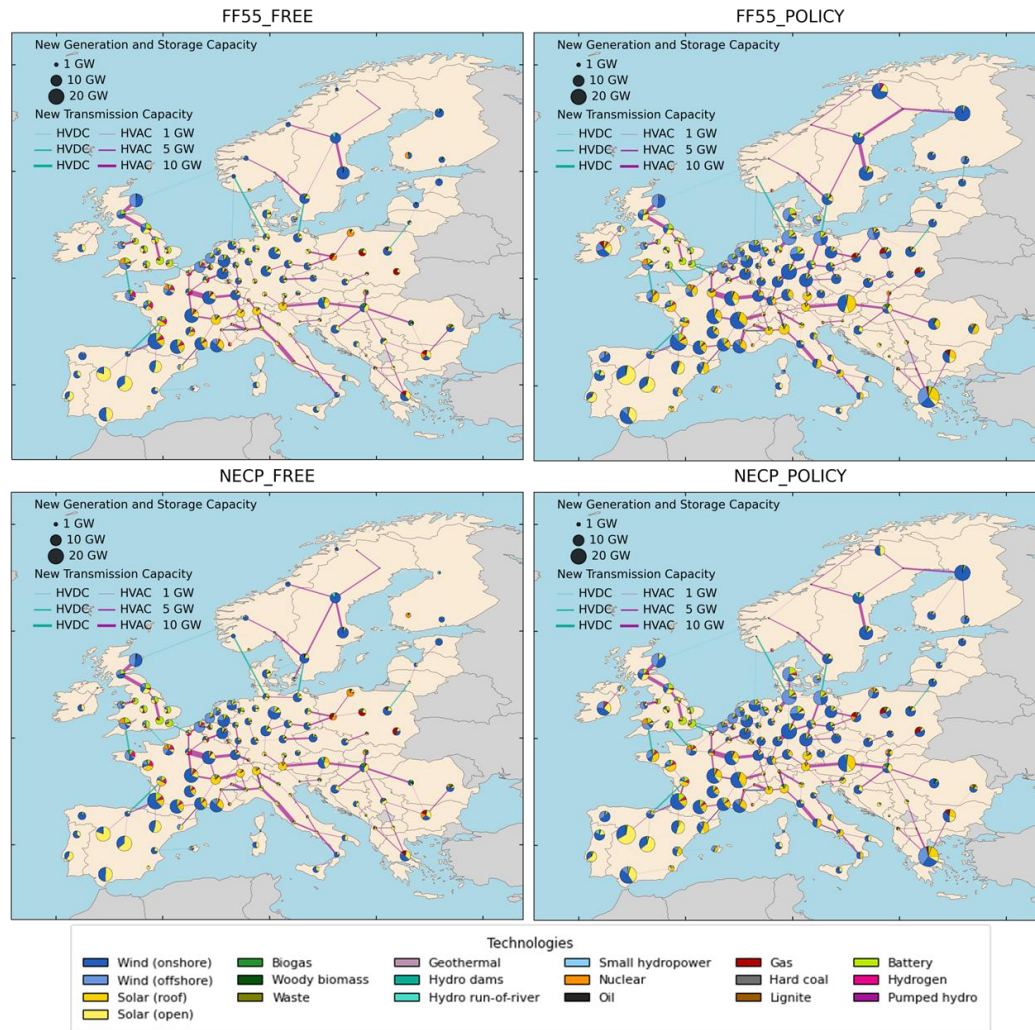 FF55_FREE
New Generation and Storage Capacity
1 GW
10 GW
20 GW
New Transmission Capacity
HVDC HVAC 1 GW
HVDC HVAC 5 GW
HVDC HVAC 10 GW
FF55_POLICY
New Generation and Storage Capacity
1 GW
10 GW
20 GW
New Transmission Capacity
HVDC HVAC 1 GW
HVDC HVAC 5 GW
HVDC HVAC 10 GW
NECP_FREE
New Generation and Storage Capacity
1 GW
10 GW
20 GW
New Transmission Capacity
HVDC HVAC 1 GW
HVDC HVAC 5 GW
HVDC HVAC 10 GW
NECP_POLICY
New Generation and Storage Capacity
1 GW
10 GW
20 GW
New Transmission Capacity
HVDC HVAC 1 GW
HVDC HVAC 5 GW
HVDC HVAC 10 GW
Technologies
Wind (onshore) Biogas Geothermal Small hydropower Gas Battery
Wind (offshore) Woody biomass Hydro dams Nuclear Hard coal Hydrogen
Solar (roof) Waste Hydro run-of-river Oil Lignite Pumped hydro
Solar (open)